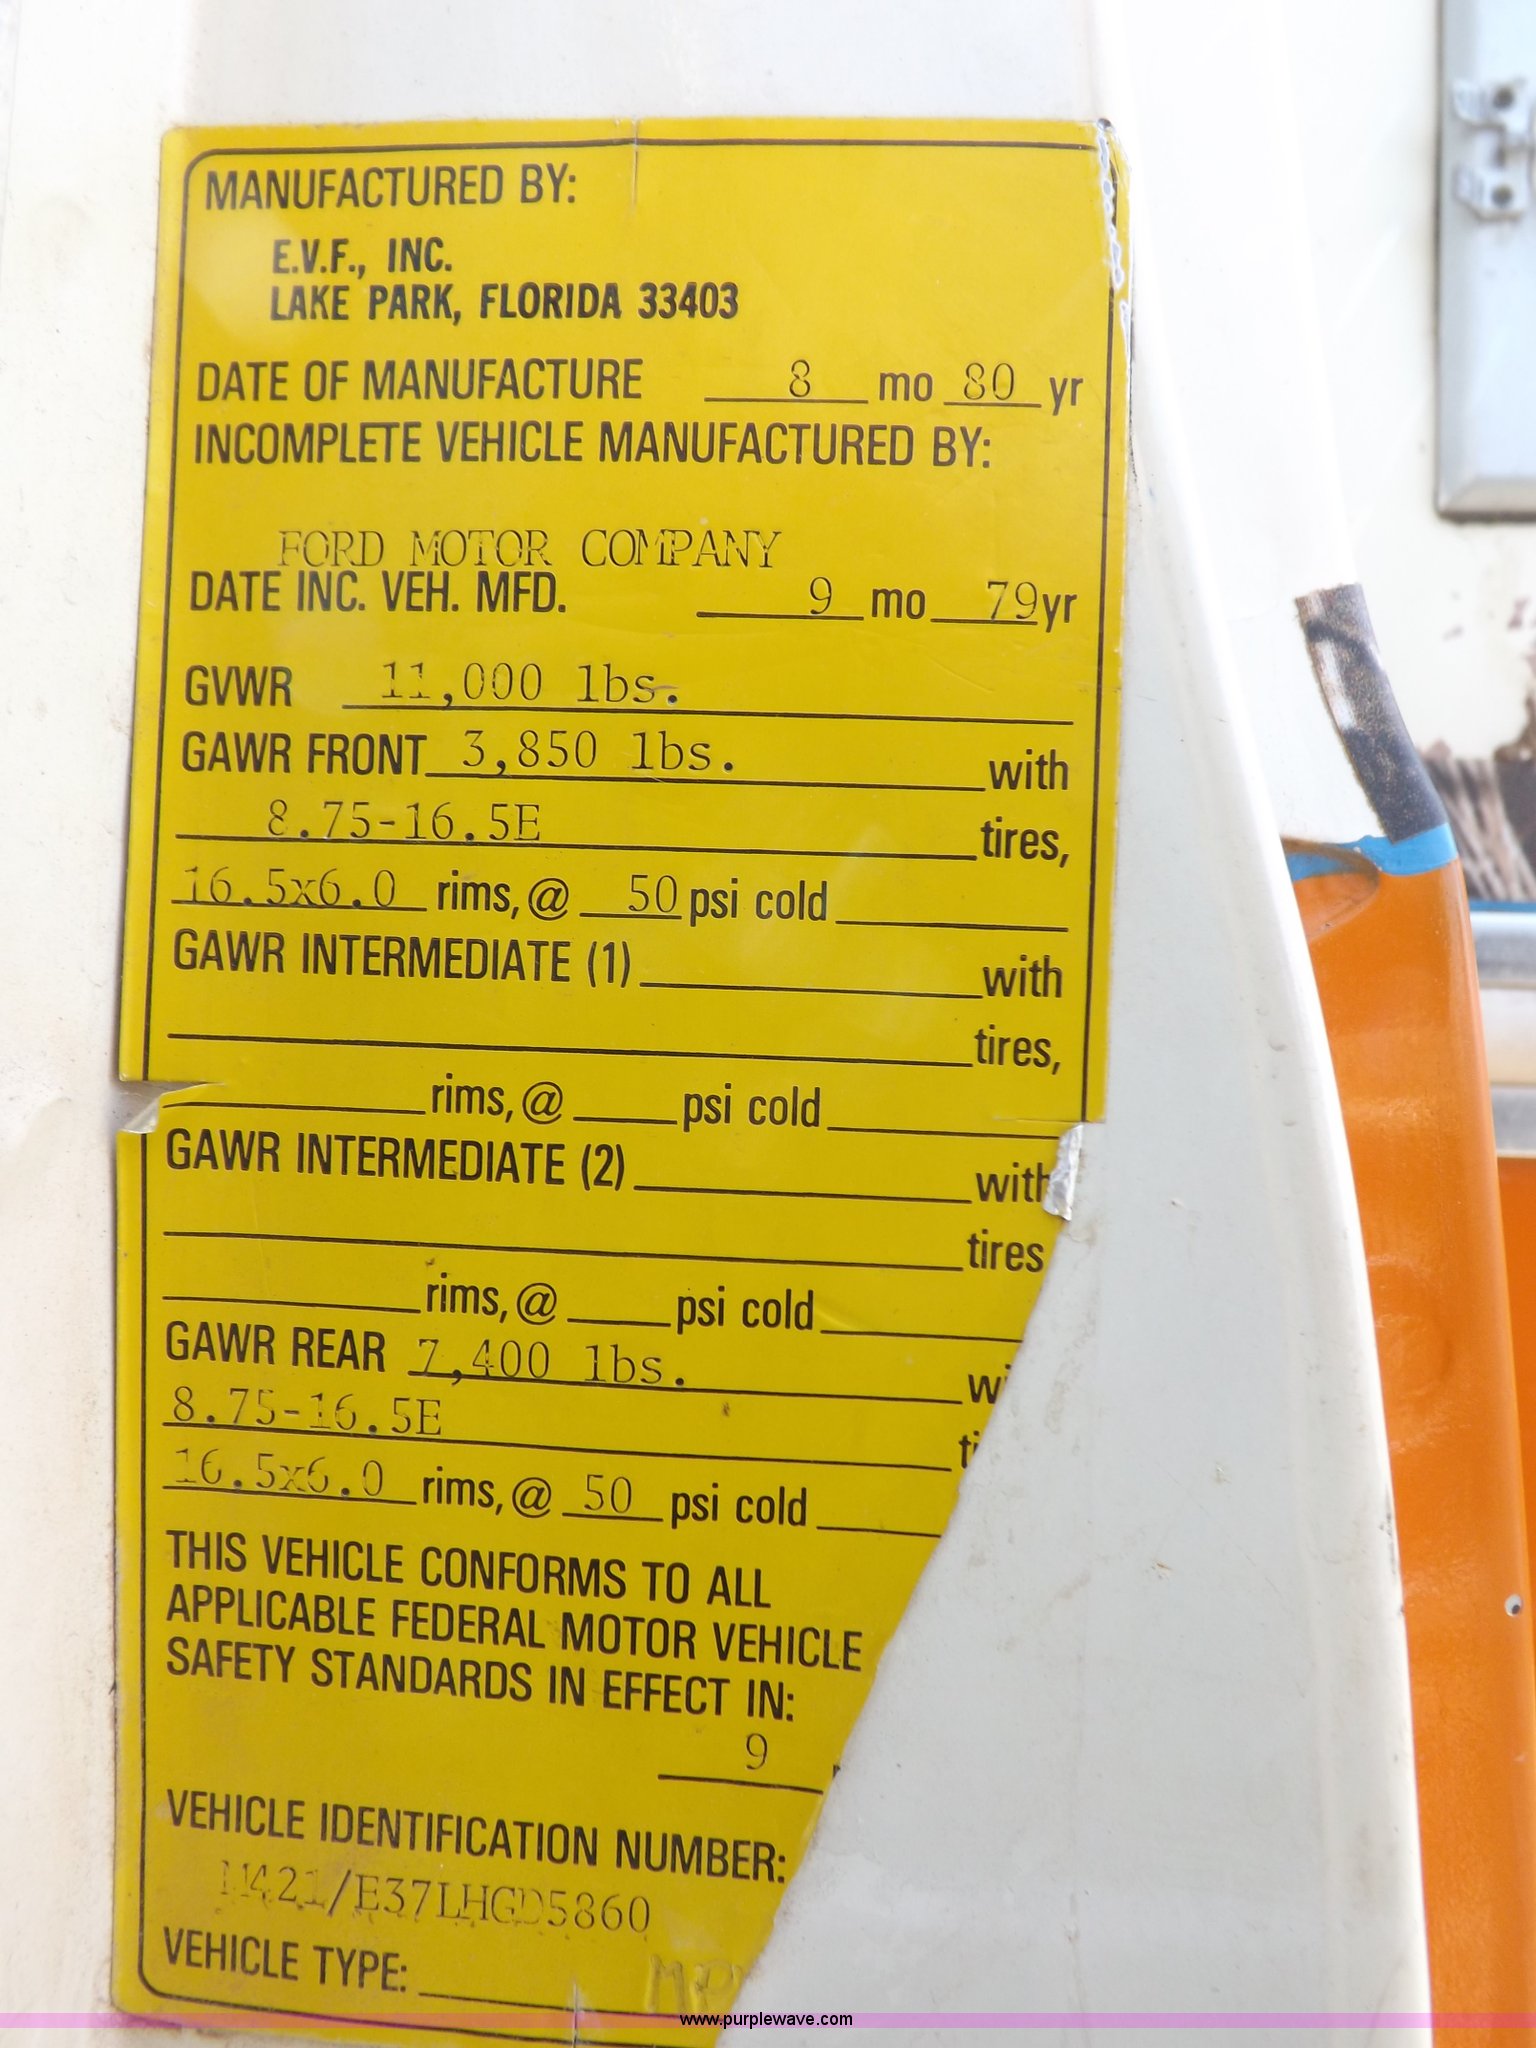 MANUFACTURED BY:
E.V.F., INC.
LAKE PARK, FLORIDA 33403
DATE OF MANUFACTURE 8 mo 80 yr
INCOMPLETE VEHICLE MANUFACTURED BY:
FORD MOTOR COMPANY
DATE INC. VEH. MFD. 9 mo 79 yr
GVWR 11,000 lbs.
GAWR FRONT 3,850 lbs. with
8.75-16.5E tires,
16.5x6.0 rims, @ 50 psi cold
GAWR INTERMEDIATE (1) with
tires,
rims, @ psi cold
GAWR INTERMEDIATE (2) with
tires
rims, @ psi cold
GAWR REAR 7,400 lbs.
8.75-16.5E
16.5x6.0 rims, @ 50 psi cold
THIS VEHICLE CONFORMS TO ALL
APPLICABLE FEDERAL MOTOR VEHICLE
SAFETY STANDARDS IN EFFECT IN:
9
VEHICLE IDENTIFICATION NUMBER:
VEHICLE TYPE:
www.purplewave.com